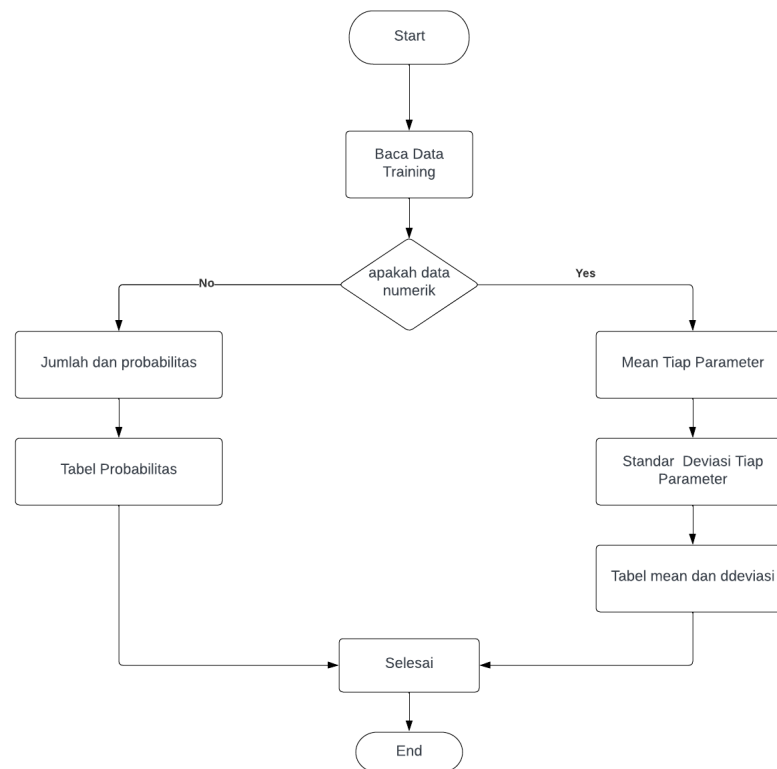 Start
Baca Data
Training
apakah data
numerik
No
Yes
Jumlah dan probabilitas
Mean Tiap Parameter
Tabel Probabilitas
Standar Deviasi Tiap
Parameter
Tabel mean dan ddeviasi
Selesai
End